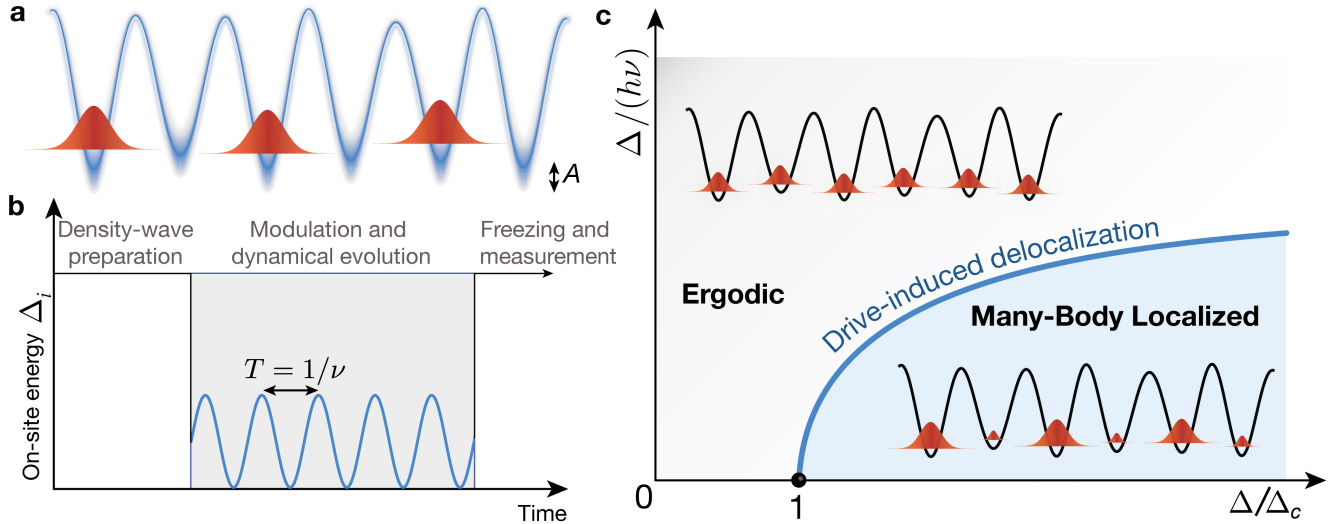 a
A
b
Density-wave
preparation
Modulation and
dynamical evolution
Freezing and
measurement
On-site energy Δᵢ
T = 1/ν
Time
c
Δ/(hν)
Drive-induced delocalization
Ergodic
Many-Body Localized
0
1
Δ/Δ_c